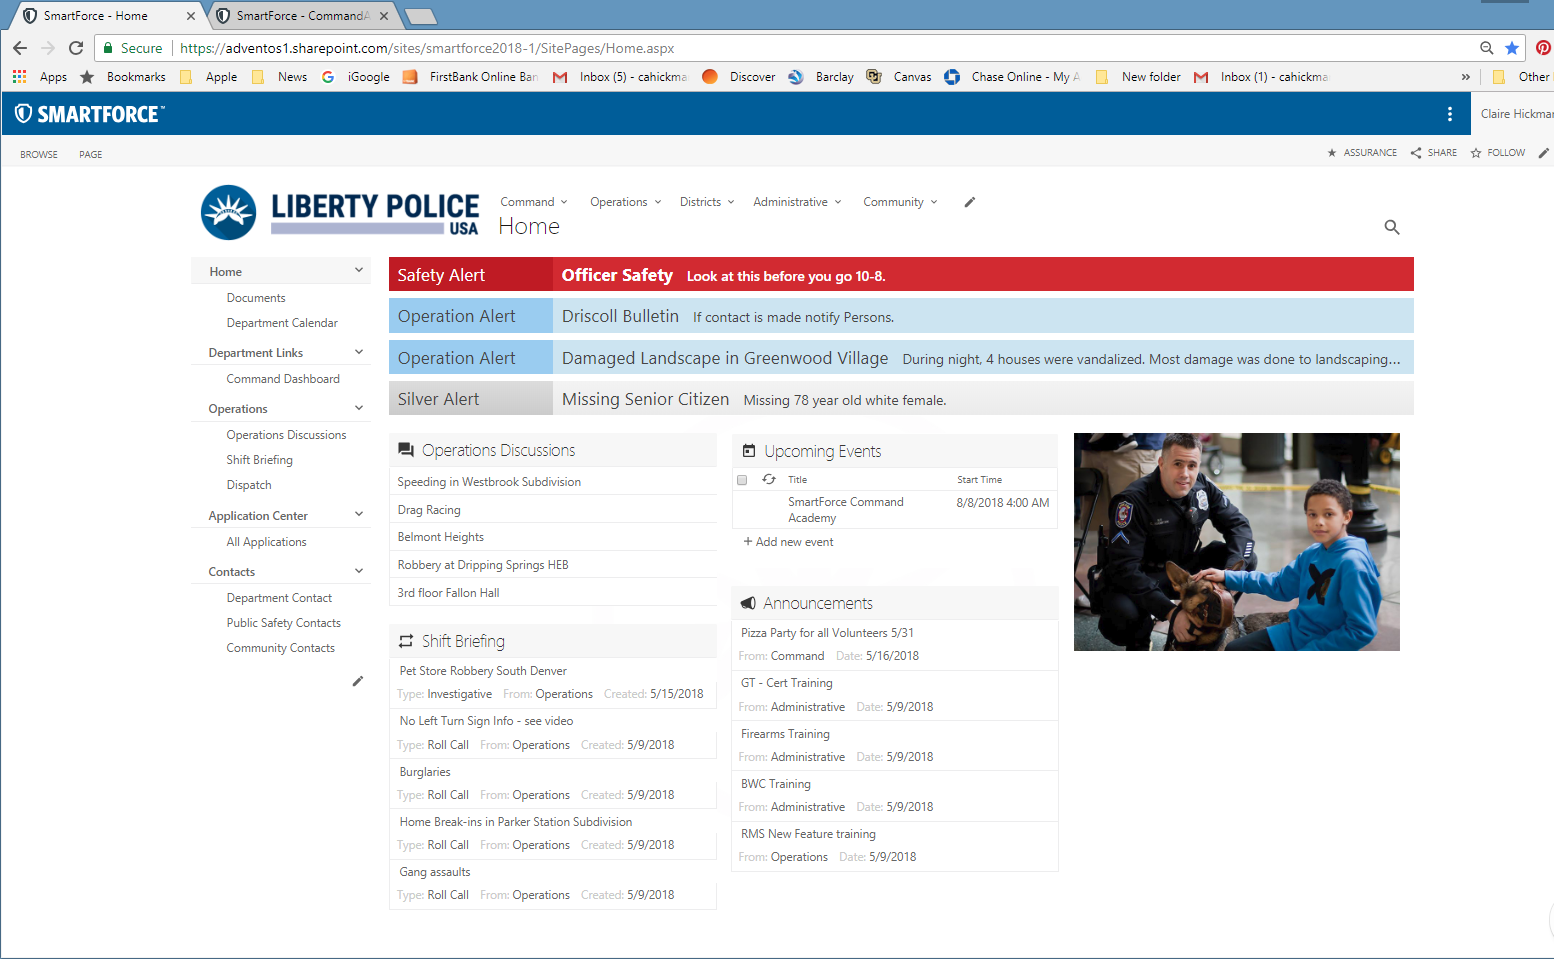 SmartForce - Home
SmartForce - CommandA
Secure
https://adventos1.sharepoint.com/sites/smartforce2018-1/SitePages/Home.aspx
Apps Bookmarks Apple News iGoogle FirstBank Online Ban Inbox (5) - cahickma Discover Barclay Canvas Chase Online - My A New folder Inbox (1) - cahickma » Other
SMARTFORCE™
Claire Hickman
BROWSE PAGE
ASSURANCE SHARE FOLLOW
LIBERTY POLICE
USA
Command Operations Districts Administrative Community
Home
Home
Documents
Department Calendar
Department Links
Command Dashboard
Operations
Operations Discussions
Shift Briefing
Dispatch
Application Center
All Applications
Contacts
Department Contact
Public Safety Contacts
Community Contacts
Safety Alert Officer Safety Look at this before you go 10-8.
Operation Alert Driscoll Bulletin If contact is made notify Persons.
Operation Alert Damaged Landscape in Greenwood Village During night, 4 houses were vandalized. Most damage was done to landscaping...
Silver Alert Missing Senior Citizen Missing 78 year old white female.
Operations Discussions
Speeding in Westbrook Subdivision
Drag Racing
Belmont Heights
Robbery at Dripping Springs HEB
3rd floor Fallon Hall
Shift Briefing
Pet Store Robbery South Denver
Type: Investigative From: Operations Created: 5/15/2018
No Left Turn Sign Info - see video
Type: Roll Call From: Operations Created: 5/9/2018
Burglaries
Type: Roll Call From: Operations Created: 5/9/2018
Home Break-ins in Parker Station Subdivision
Type: Roll Call From: Operations Created: 5/9/2018
Gang assaults
Type: Roll Call From: Operations Created: 5/9/2018
Upcoming Events
Title Start Time
SmartForce Command
Academy
8/8/2018 4:00 AM
+ Add new event
Announcements
Pizza Party for all Volunteers 5/31
From: Command Date: 5/16/2018
GT - Cert Training
From: Administrative Date: 5/9/2018
Firearms Training
From: Administrative Date: 5/9/2018
BWC Training
From: Administrative Date: 5/9/2018
RMS New Feature training
From: Operations Date: 5/9/2018